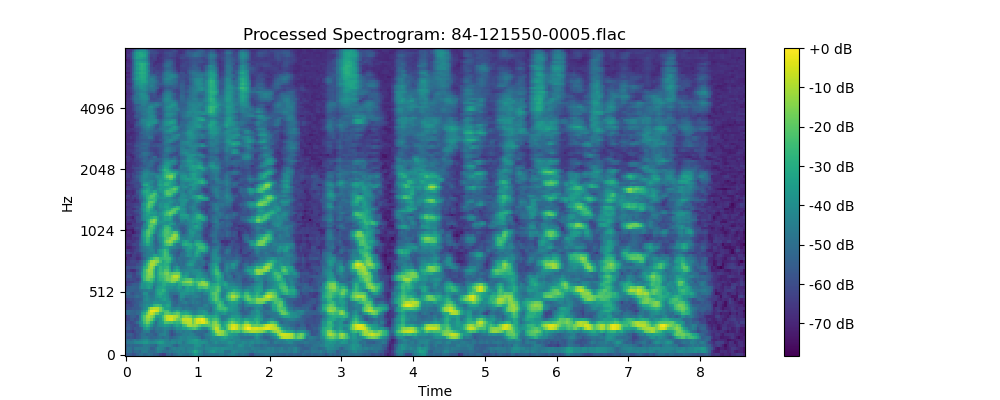 Processed Spectrogram: 84-121550-0005.flac
+0 dB
-10 dB
-20 dB
-30 dB
-40 dB
-50 dB
-60 dB
-70 dB
Hz
4096
2048
1024
512
0
0 1 2 3 4 5 6 7 8
Time